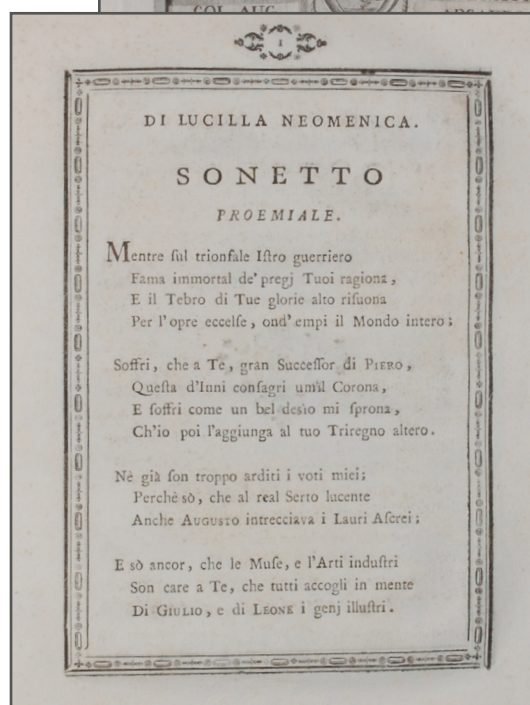 COL. AUG
1
DI LUCILLA NEOMENICA.
SONETTO
PROEMIALE.
Mentre ſul trionfale Iſtro guerriero
Fama immortal de' pregj Tuoi ragiona,
E il Tebro di Tue glorie alto riſuona
Per l'opre eccelſe, ond' empi il Mondo intero;
Soffri, che a Te, gran Succeſſor di PIERO,
Queſta d'Inni conſagri umìl Corona,
E ſoffri come un bel desìo mi ſprona,
Ch'io poi l'aggiunga al tuo Triregno altero.
Nè già ſon troppo arditi i voti miei;
Perchè sò, che al real Serto lucente
Anche AUGUSTO intrecciava i Lauri Aſcrei;
E sò ancor, che le Muſe, e l'Arti induſtri
Son care a Te, che tutti accogli in mente
Di GIULIO, e di LEONE i genj illuſtri.